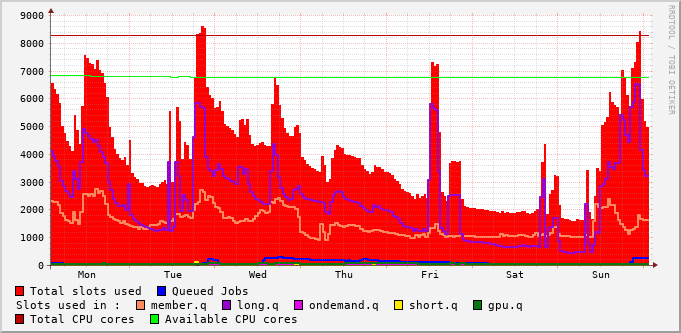 RRDTOOL / TOBI OETIKER
9000
8000
7000
6000
5000
4000
3000
2000
1000
0
Mon Tue Wed Thu Fri Sat Sun
Total slots used Queued Jobs
Slots used in : member.q long.q ondemand.q short.q gpu.q
Total CPU cores Available CPU cores